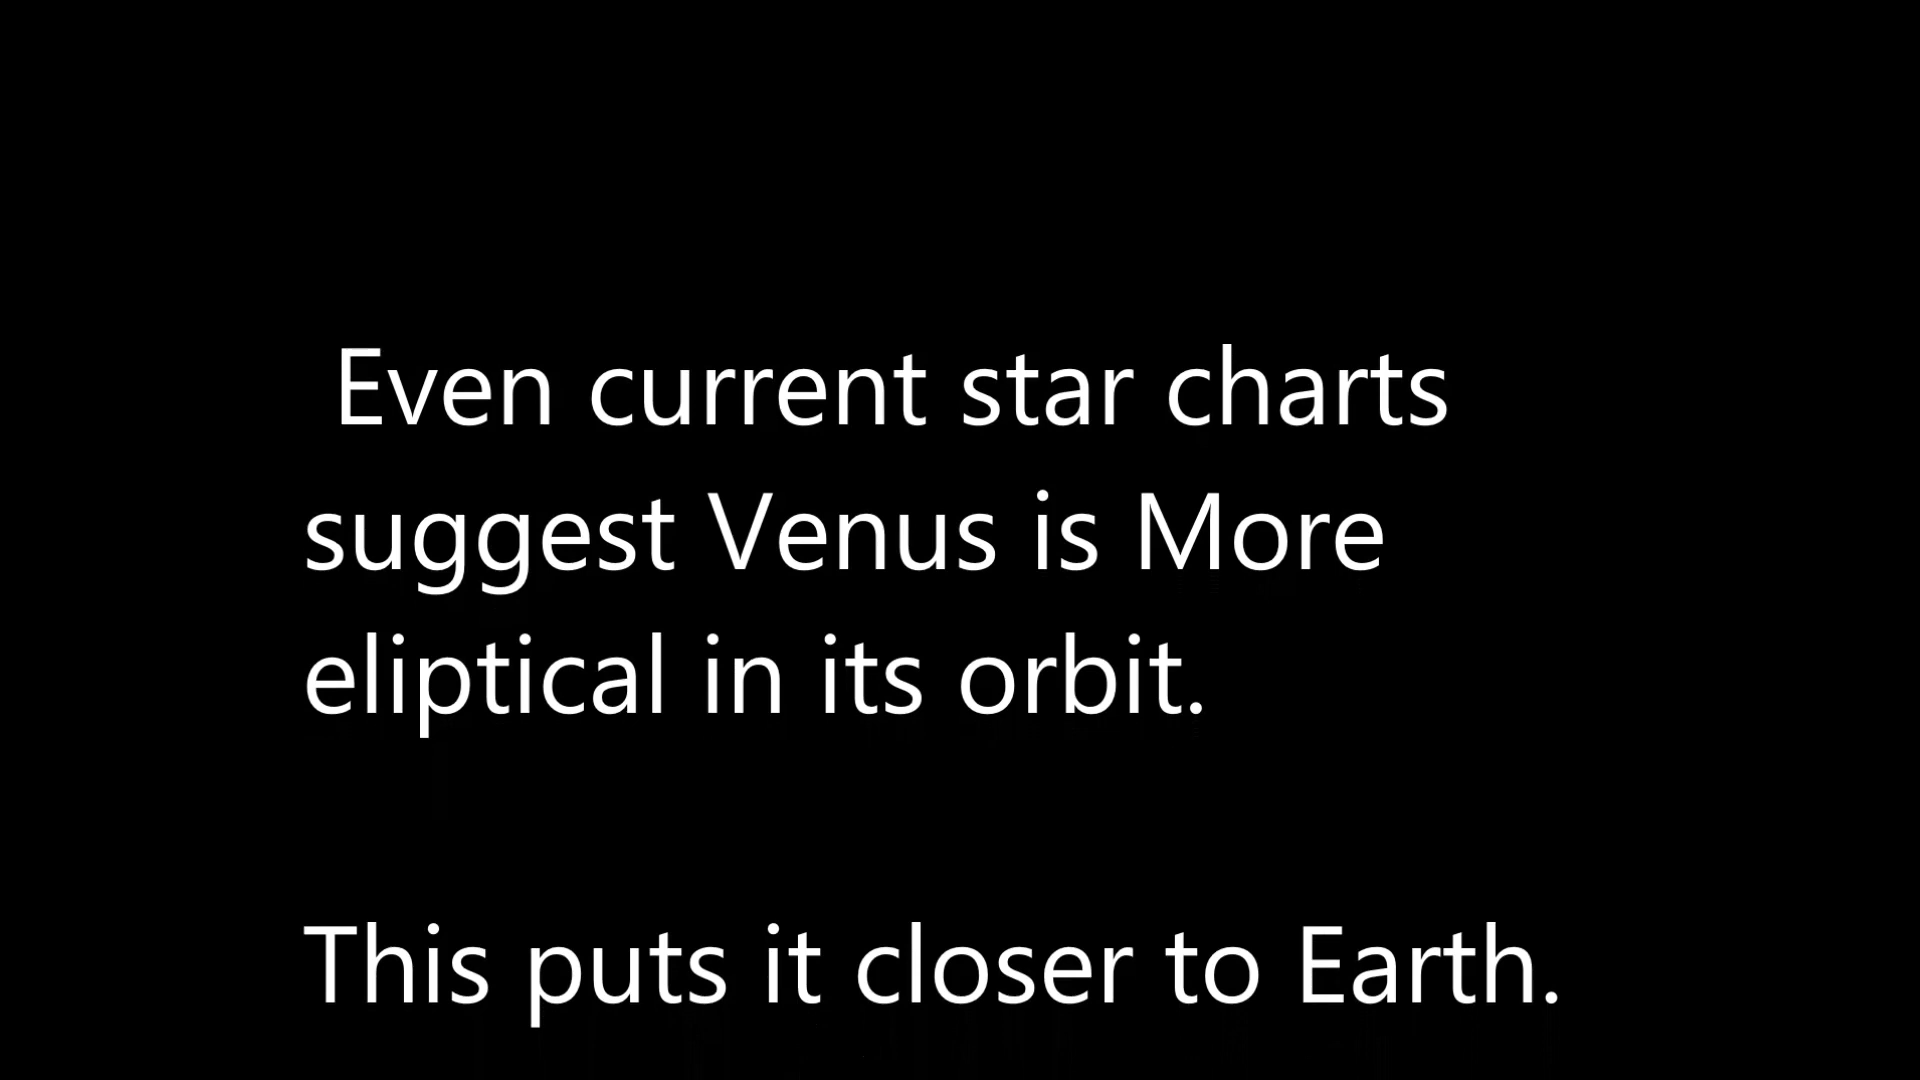 Even current star charts
suggest Venus is More
eliptical in its orbit.
This puts it closer to Earth.